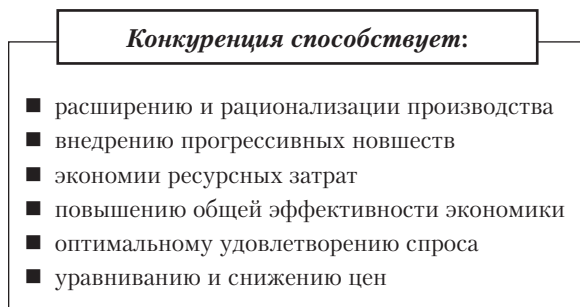 Конкуренция способствует:
■ расширению и рационализации производства
■ внедрению прогрессивных новшеств
■ экономии ресурсных затрат
■ повышению общей эффективности экономики
■ оптимальному удовлетворению спроса
■ уравниванию и снижению цен